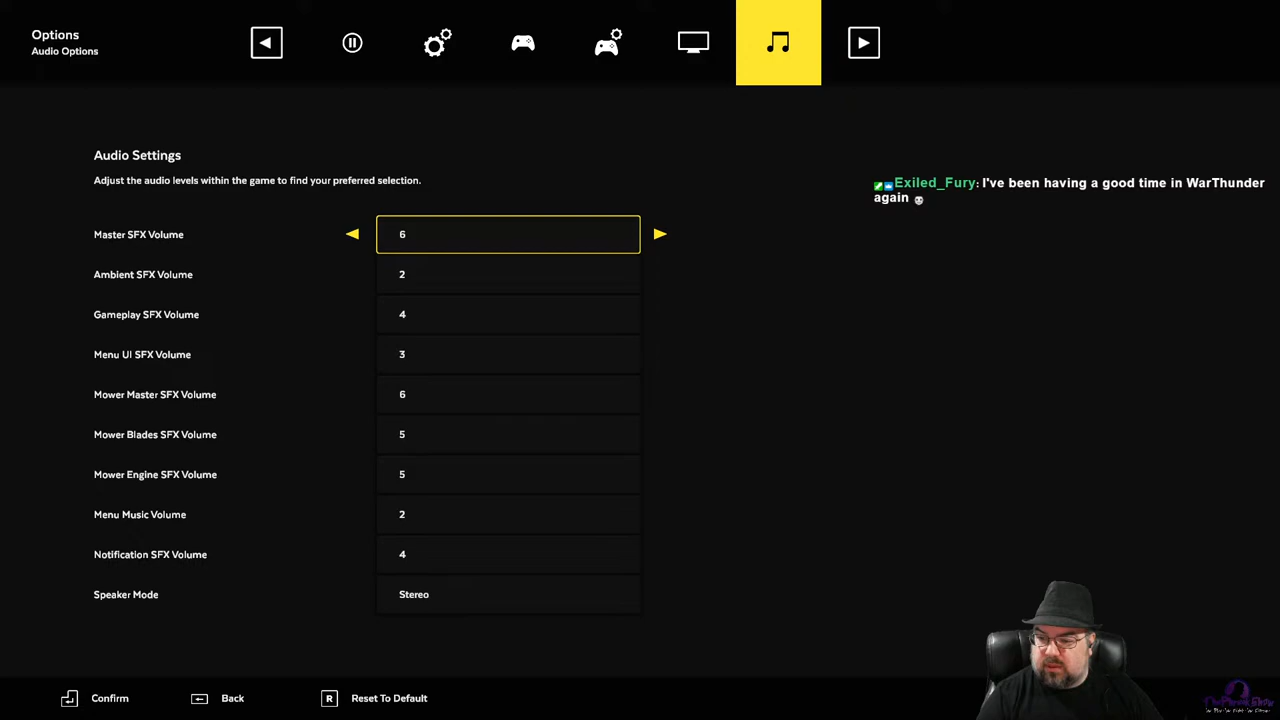 Options
Audio Options
Audio Settings
Adjust the audio levels within the game to find your preferred selection.
Exiled_Fury: I've been having a good time in WarThunder
again
Master SFX Volume 6
Ambient SFX Volume 2
Gameplay SFX Volume 4
Menu UI SFX Volume 3
Mower Master SFX Volume 6
Mower Blades SFX Volume 5
Mower Engine SFX Volume 5
Menu Music Volume 2
Notification SFX Volume 4
Speaker Mode Stereo
Confirm Back R Reset To Default